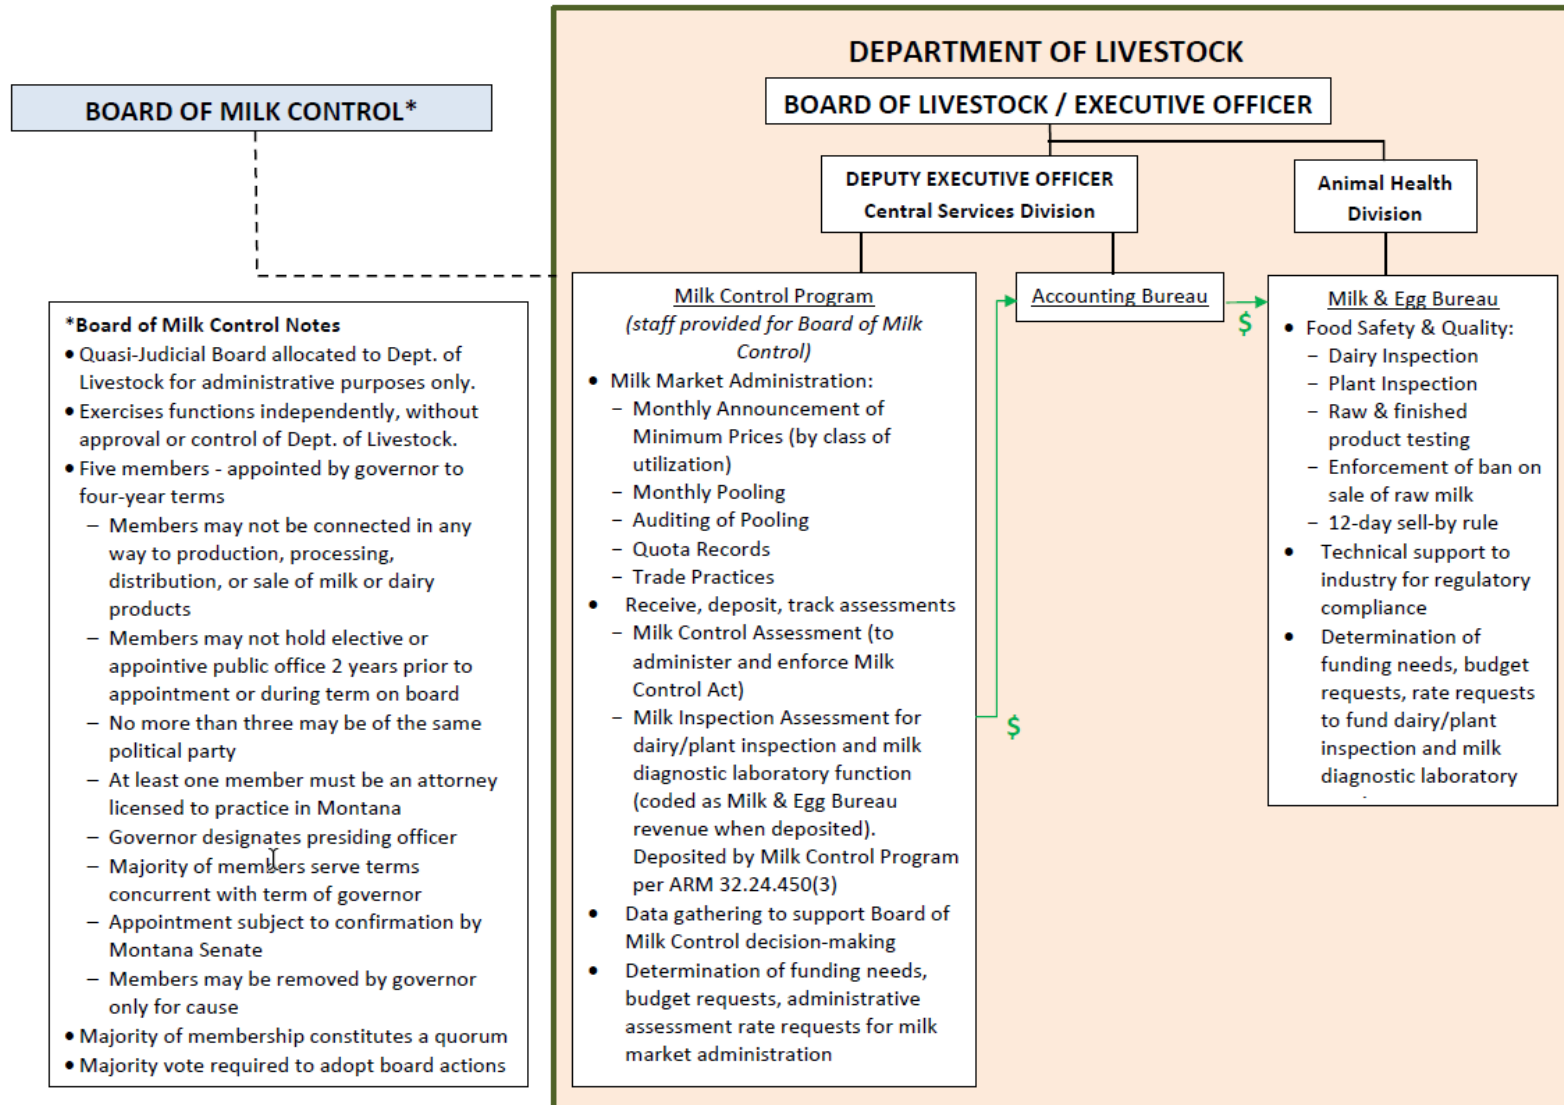 DEPARTMENT OF LIVESTOCK
BOARD OF MILK CONTROL*
BOARD OF LIVESTOCK / EXECUTIVE OFFICER
DEPUTY EXECUTIVE OFFICER
Central Services Division
Animal Health
Division
*Board of Milk Control Notes
• Quasi-Judicial Board allocated to Dept. of
Livestock for administrative purposes only.
• Exercises functions independently, without
approval or control of Dept. of Livestock.
• Five members - appointed by governor to
four-year terms
– Members may not be connected in any
way to production, processing,
distribution, or sale of milk or dairy
products
– Members may not hold elective or
appointive public office 2 years prior to
appointment or during term on board
– No more than three may be of the same
political party
– At least one member must be an attorney
licensed to practice in Montana
– Governor designates presiding officer
– Majority of members serve terms
concurrent with term of governor
– Appointment subject to confirmation by
Montana Senate
– Members may be removed by governor
only for cause
• Majority of membership constitutes a quorum
• Majority vote required to adopt board actions
Milk Control Program
(staff provided for Board of Milk
Control)
• Milk Market Administration:
– Monthly Announcement of
Minimum Prices (by class of
utilization)
– Monthly Pooling
– Auditing of Pooling
– Quota Records
– Trade Practices
• Receive, deposit, track assessments
– Milk Control Assessment (to
administer and enforce Milk
Control Act)
– Milk Inspection Assessment for
dairy/plant inspection and milk
diagnostic laboratory function
(coded as Milk & Egg Bureau
revenue when deposited).
Deposited by Milk Control Program
per ARM 32.24.450(3)
• Data gathering to support Board of
Milk Control decision-making
• Determination of funding needs,
budget requests, administrative
assessment rate requests for milk
market administration
$
Accounting Bureau
$
Milk & Egg Bureau
• Food Safety & Quality:
– Dairy Inspection
– Plant Inspection
– Raw & finished
product testing
– Enforcement of ban on
sale of raw milk
– 12-day sell-by rule
• Technical support to
industry for regulatory
compliance
• Determination of
funding needs, budget
requests, rate requests
to fund dairy/plant
inspection and milk
diagnostic laboratory